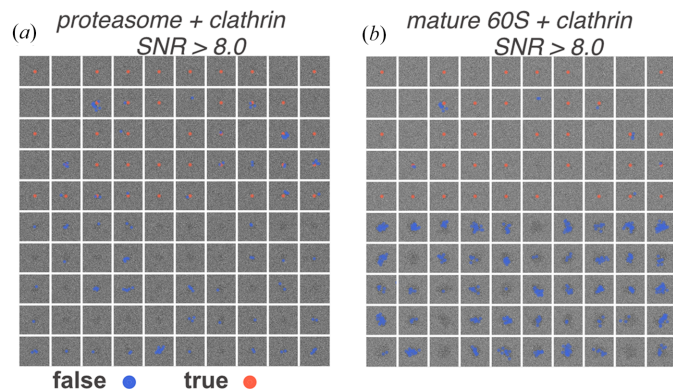 (a) proteasome + clathrin
SNR > 8.0
(b) mature 60S + clathrin
SNR > 8.0
false true